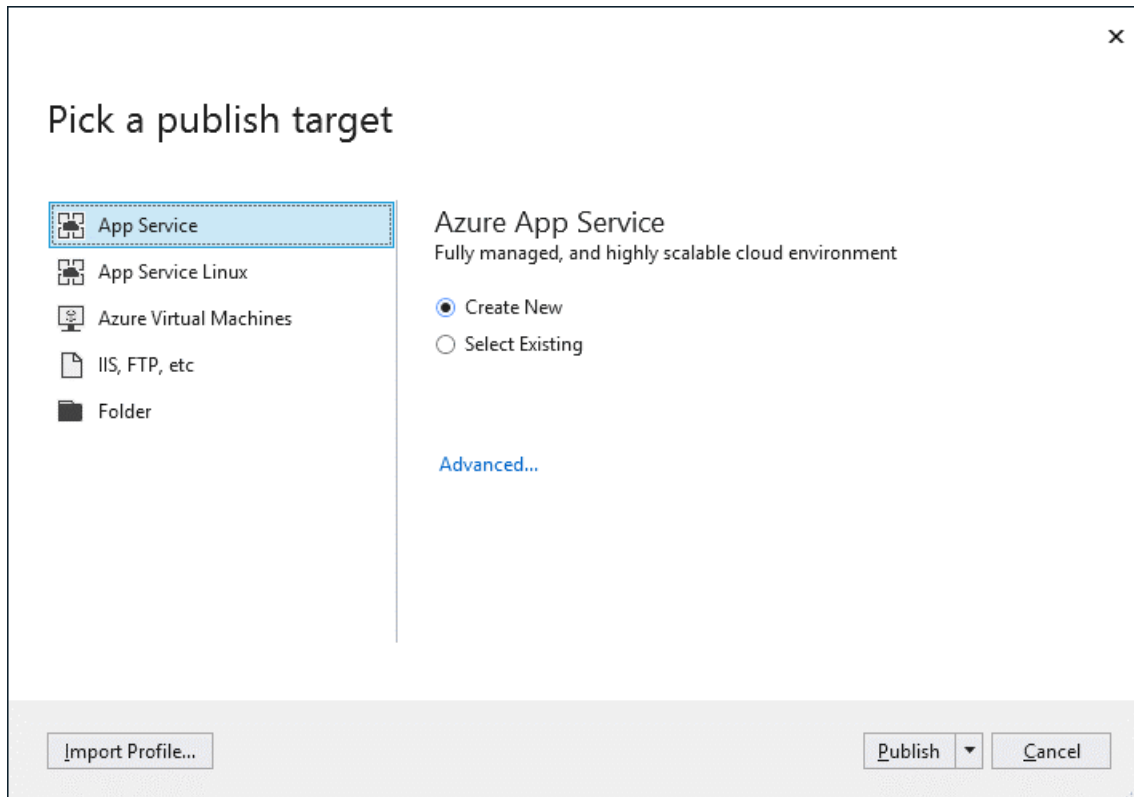 Pick a publish target
App Service
App Service Linux
Azure Virtual Machines
IIS, FTP, etc
Folder
Azure App Service
Fully managed, and highly scalable cloud environment
Create New
Select Existing
Advanced...
Import Profile...
Publish
Cancel